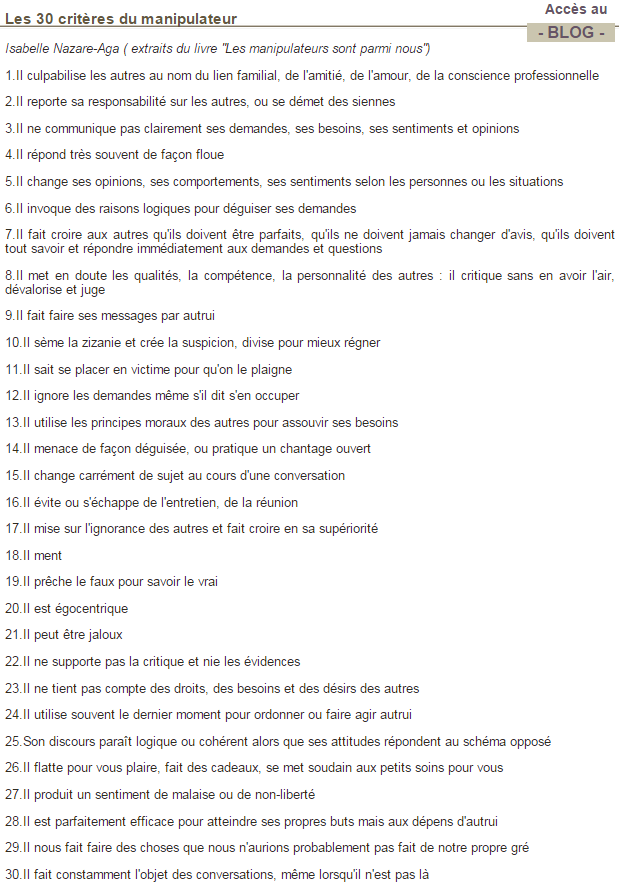 Accès au
Les 30 critères du manipulateur
- BLOG -
Isabelle Nazare-Aga ( extraits du livre "Les manipulateurs sont parmi nous")
1.Il culpabilise les autres au nom du lien familial, de l'amitié, de l'amour, de la conscience professionnelle
2.Il reporte sa responsabilité sur les autres, ou se démet des siennes
3.Il ne communique pas clairement ses demandes, ses besoins, ses sentiments et opinions
4.Il répond très souvent de façon floue
5.Il change ses opinions, ses comportements, ses sentiments selon les personnes ou les situations
6.Il invoque des raisons logiques pour déguiser ses demandes
7.Il fait croire aux autres qu'ils doivent être parfaits, qu'ils ne doivent jamais changer d'avis, qu'ils doivent
tout savoir et répondre immédiatement aux demandes et questions
8.Il met en doute les qualités, la compétence, la personnalité des autres : il critique sans en avoir l'air,
dévalorise et juge
9.Il fait faire ses messages par autrui
10.Il sème la zizanie et crée la suspicion, divise pour mieux régner
11.Il sait se placer en victime pour qu'on le plaigne
12.Il ignore les demandes même s'il dit s'en occuper
13.Il utilise les principes moraux des autres pour assouvir ses besoins
14.Il menace de façon déguisée, ou pratique un chantage ouvert
15.Il change carrément de sujet au cours d'une conversation
16.Il évite ou s'échappe de l'entretien, de la réunion
17.Il mise sur l'ignorance des autres et fait croire en sa supériorité
18.Il ment
19.Il prêche le faux pour savoir le vrai
20.Il est égocentrique
21.Il peut être jaloux
22.Il ne supporte pas la critique et nie les évidences
23.Il ne tient pas compte des droits, des besoins et des désirs des autres
24.Il utilise souvent le dernier moment pour ordonner ou faire agir autrui
25.Son discours paraît logique ou cohérent alors que ses attitudes répondent au schéma opposé
26.Il flatte pour vous plaire, fait des cadeaux, se met soudain aux petits soins pour vous
27.Il produit un sentiment de malaise ou de non-liberté
28.Il est parfaitement efficace pour atteindre ses propres buts mais aux dépens d'autrui
29.Il nous fait faire des choses que nous n'aurions probablement pas fait de notre propre gré
30.Il fait constamment l'objet des conversations, même lorsqu'il n'est pas là